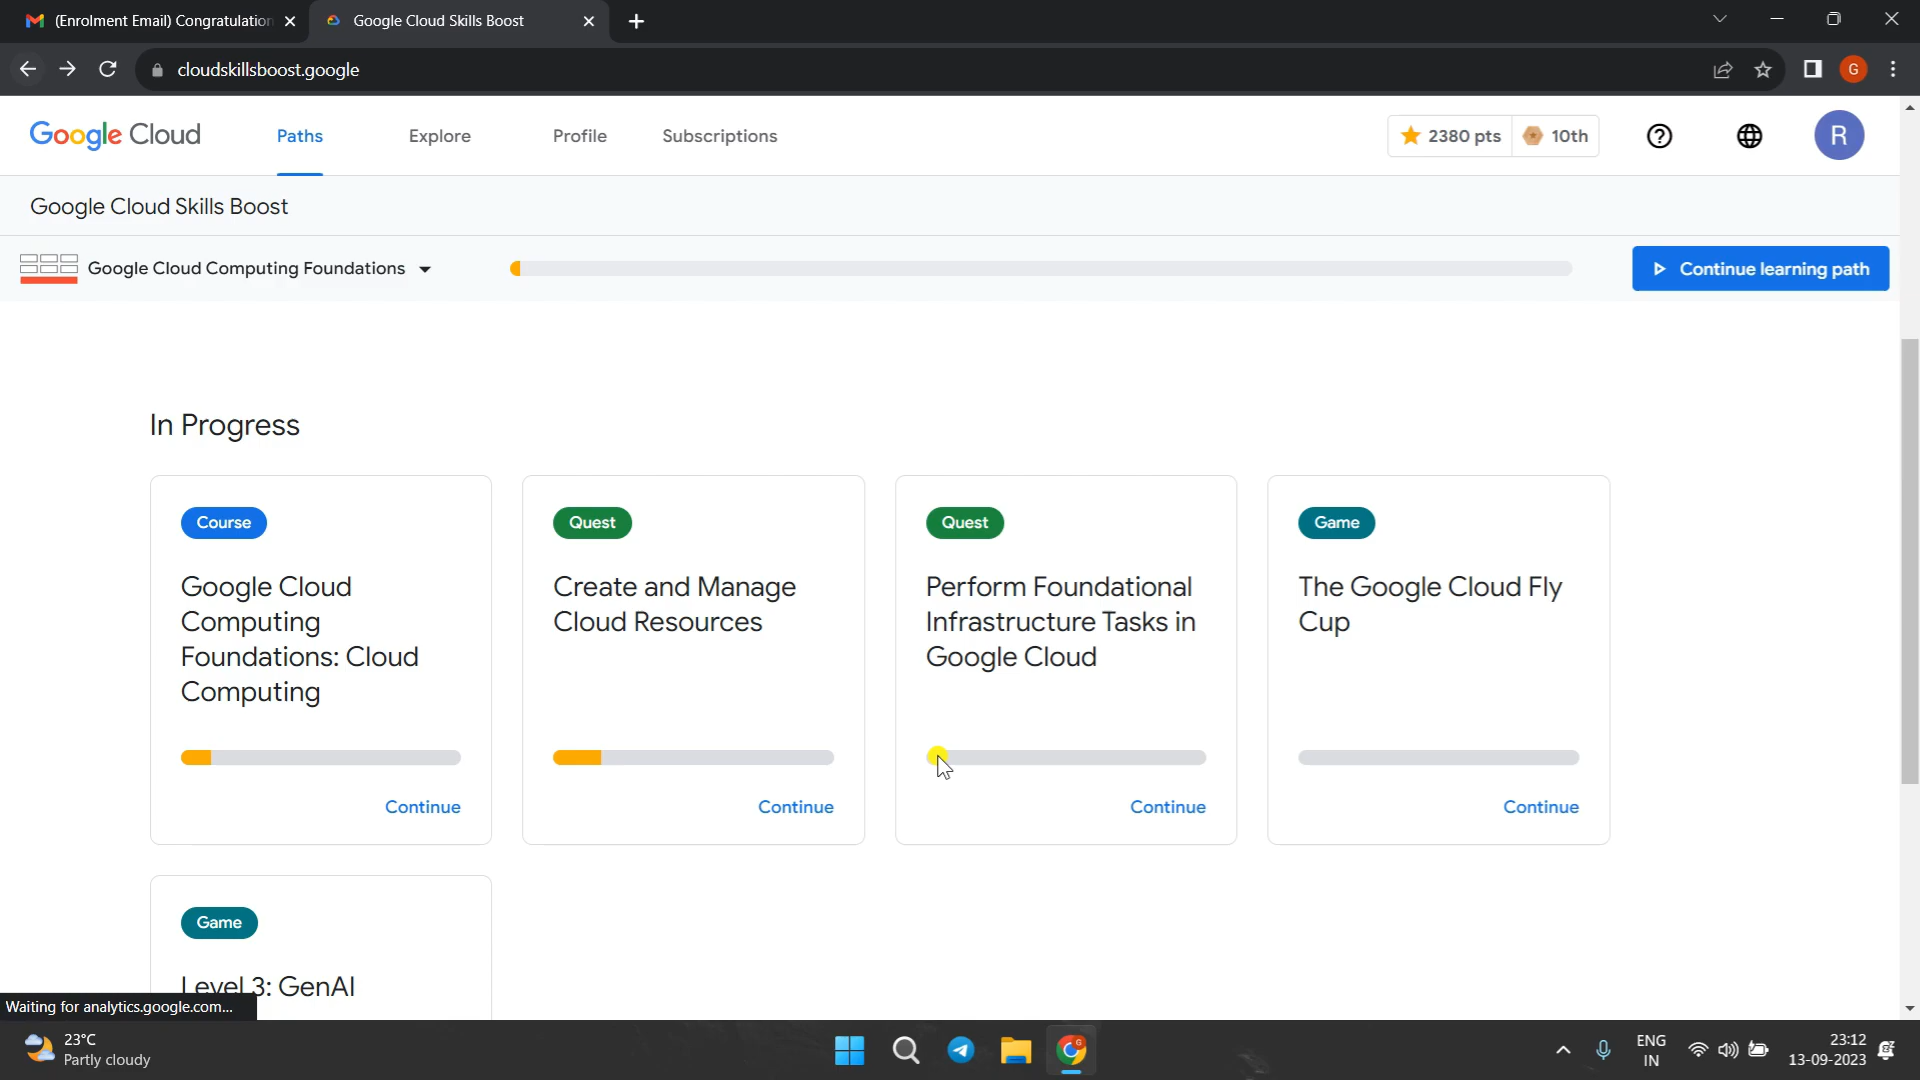 (Enrolment Email) Congratulation
Google Cloud Skills Boost
cloudskillsboost.google
G
Google Cloud
Paths
Explore
Profile
Subscriptions
2380 pts
10th
R
Google Cloud Skills Boost
Google Cloud Computing Foundations
Continue learning path
In Progress
Course
Google Cloud
Computing
Foundations: Cloud
Computing
Continue
Quest
Create and Manage
Cloud Resources
Continue
Quest
Perform Foundational
Infrastructure Tasks in
Google Cloud
Continue
Game
The Google Cloud Fly
Cup
Continue
Game
Level 3: GenAI
Waiting for analytics.google.com...
23°C
Partly cloudy
ENG
IN
23:12
13-09-2023